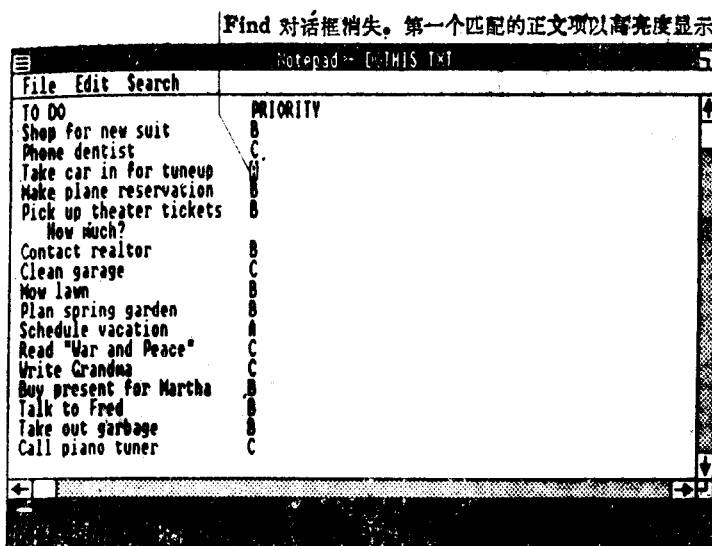 Find 对话框消失。第一个匹配的正文项以高亮度显示
Notepad - D:THIS.TXT
File Edit Search
TO DO PRIORITY
Shop for new suit B
Phone dentist C
Take car in for tuneup
Make plane reservation B
Pick up theater tickets B
How much?
Contact realtor B
Clean garage C
Mow lawn B
Plan spring garden B
Schedule vacation A
Read "War and Peace" C
Write Grandma C
Buy present for Martha B
Talk to Fred B
Take out garbage B
Call piano tuner C